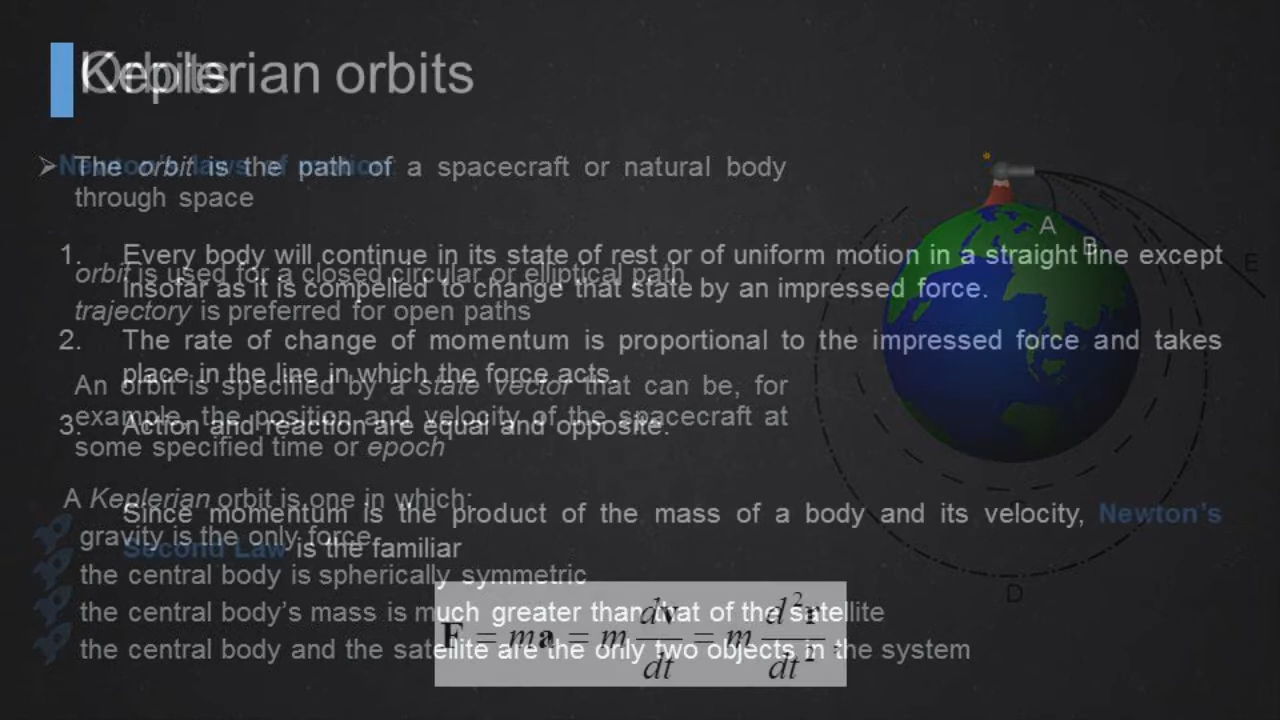 Orbits
Keplerian orbits
Newton's laws of motion
The orbit is the path of a spacecraft or natural body
through space
1. Every body will continue in its state of rest or of uniform motion in a straight line except
insofar as it is compelled to change that state by an impressed force.
orbit is used for a closed circular or elliptical path
trajectory is preferred for open paths
2. The rate of change of momentum is proportional to the impressed force and takes
place in the line in which the force acts.
An orbit is specified by a state vector that can be, for
example, the position and velocity of the spacecraft at
some specified time or epoch
3. Action and reaction are equal and opposite.
A Keplerian orbit is one in which:
gravity is the only force
the central body is spherically symmetric
the central body's mass is much greater than that of the satellite
the central body and the satellite are the only two objects in the system
Since momentum is the product of the mass of a body and its velocity, Newton's
Second Law is the familiar
F = ma = m dv/dt = m d²r/dt²
A
B
E
D